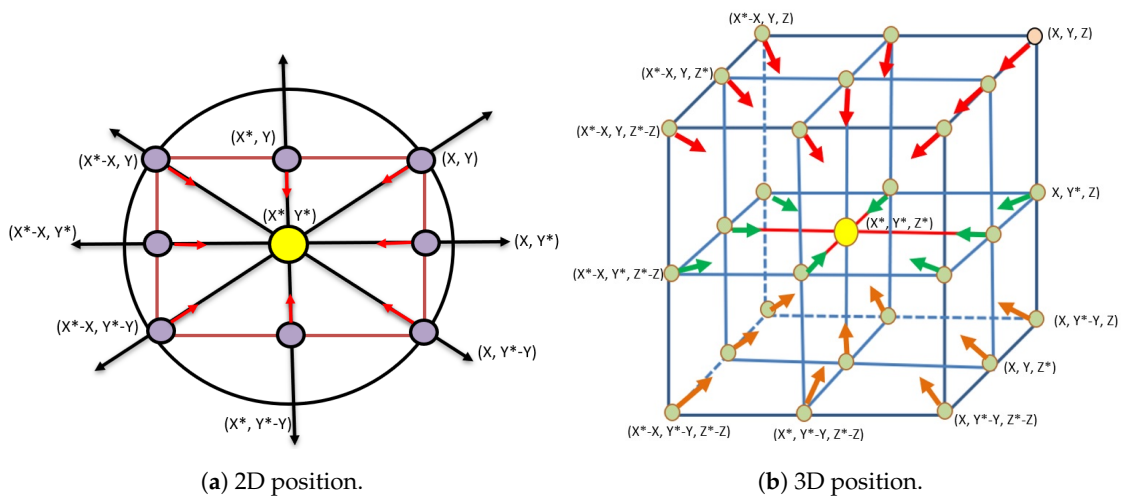 (X*, Y)
(X*-X, Y)
(X, Y)
(X*, Y*)
(X*-X, Y*)
(X, Y*)
(X*-X, Y*-Y)
(X, Y*-Y)
(X*, Y*-Y)
(a) 2D position.
(X*-X, Y, Z)
(X, Y, Z)
(X*-X, Y, Z*)
(X*-X, Y, Z*-Z)
X, Y*, Z)
(X*, Y*, Z*)
(X*-X, Y*, Z*-Z)
(X, Y*-Y, Z)
(X, Y, Z*)
(X*-X, Y*-Y, Z*-Z)
(X*, Y*-Y, Z*-Z)
(X, Y*-Y, Z*-Z)
(b) 3D position.